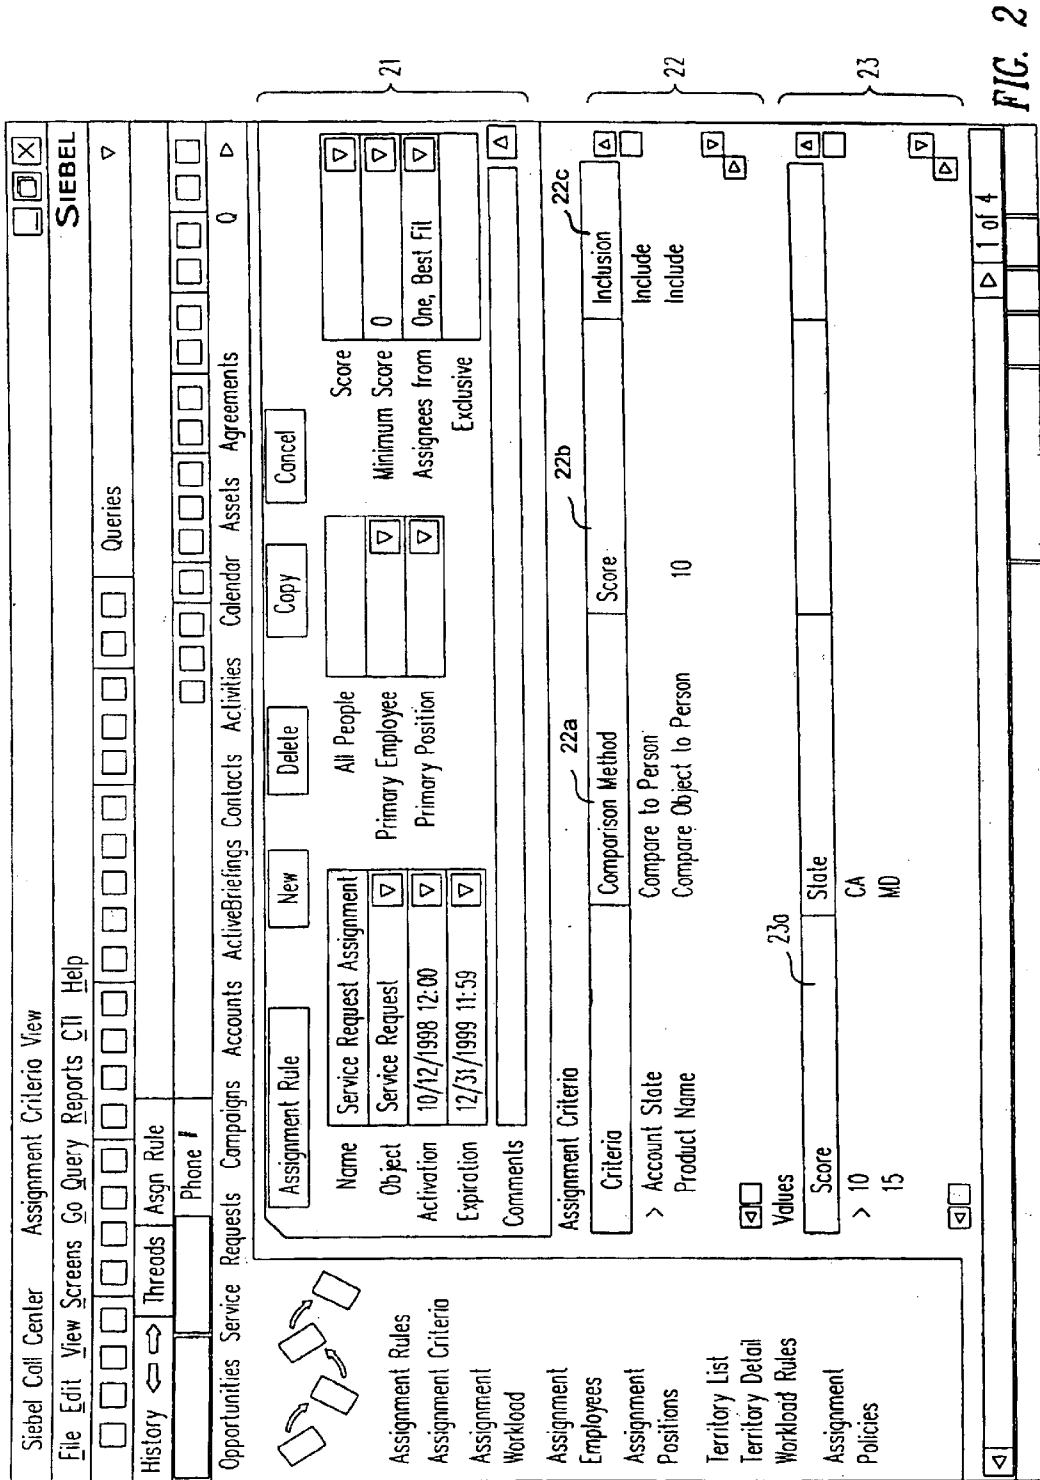 Siebel Call Center Assignment Criteria View
File Edit View Screens Go Query Reports CTI Help SIEBEL
Queries
History Threads Asgn Rule
Phone #
Opportunities Service Requests Campaigns Accounts ActiveBriefings Contacts Activities Calendar Assets Agreements Q
Assignment Rule New Delete Copy Cancel
Name Service Request Assignment All People Score
Object Service Request Primary Employee Minimum Score 0
Activation 10/12/1998 12:00 Primary Position Assignees from One, Best Fit
Expiration 12/31/1999 11:59 Exclusive
Comments
21
Assignment Rules
Assignment Criteria
Assignment
Workload
Assignment
Employees
Assignment
Positions
Territory List
Territory Detail
Workload Rules
Assignment
Policies
Assignment Criteria 22a 22b 22c
Criteria Comparison Method Score Inclusion
> Account State Compare to Person Include
Product Name Compare Object to Person 10 Include
22
Values 23a
Score State
> 10 CA
15 MD
23
1 of 4
FIG. 2